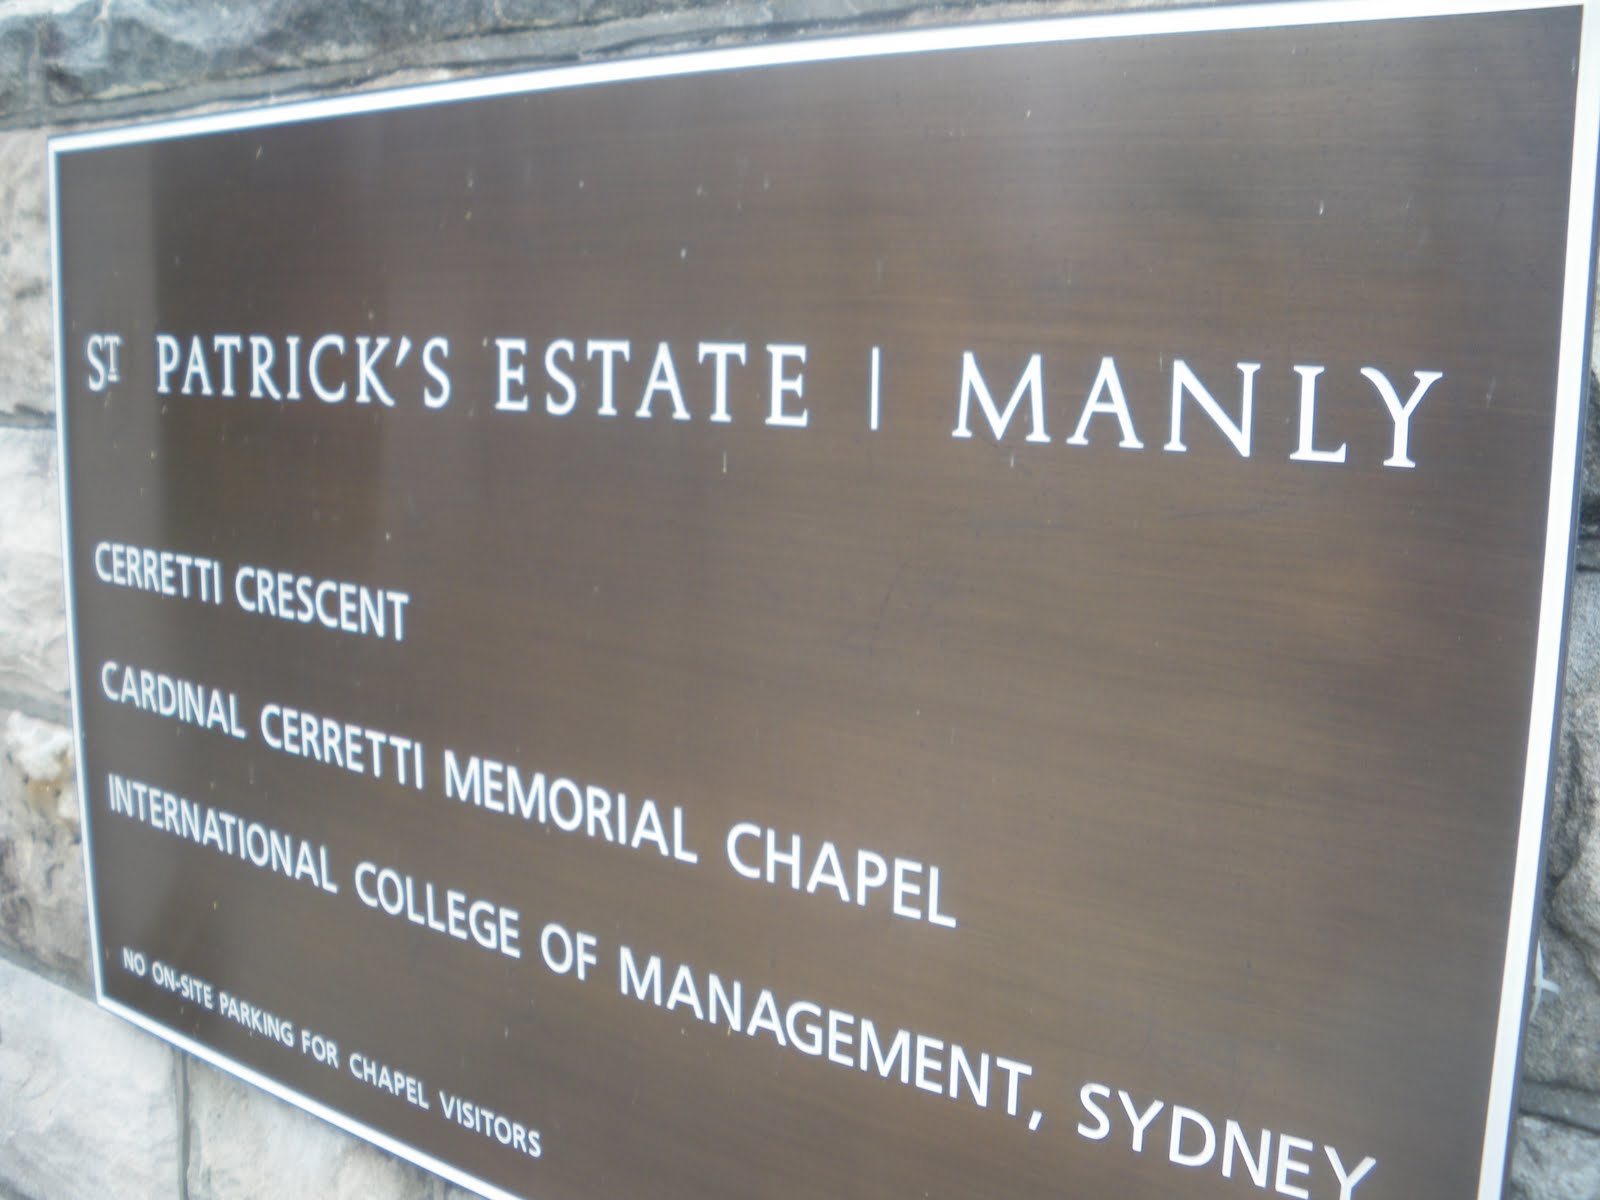 ST PATRICK'S ESTATE | MANLY
CERRETTI CRESCENT
CARDINAL CERRETTI MEMORIAL CHAPEL
INTERNATIONAL COLLEGE OF MANAGEMENT, SYDNEY
NO ON-SITE PARKING FOR CHAPEL VISITORS